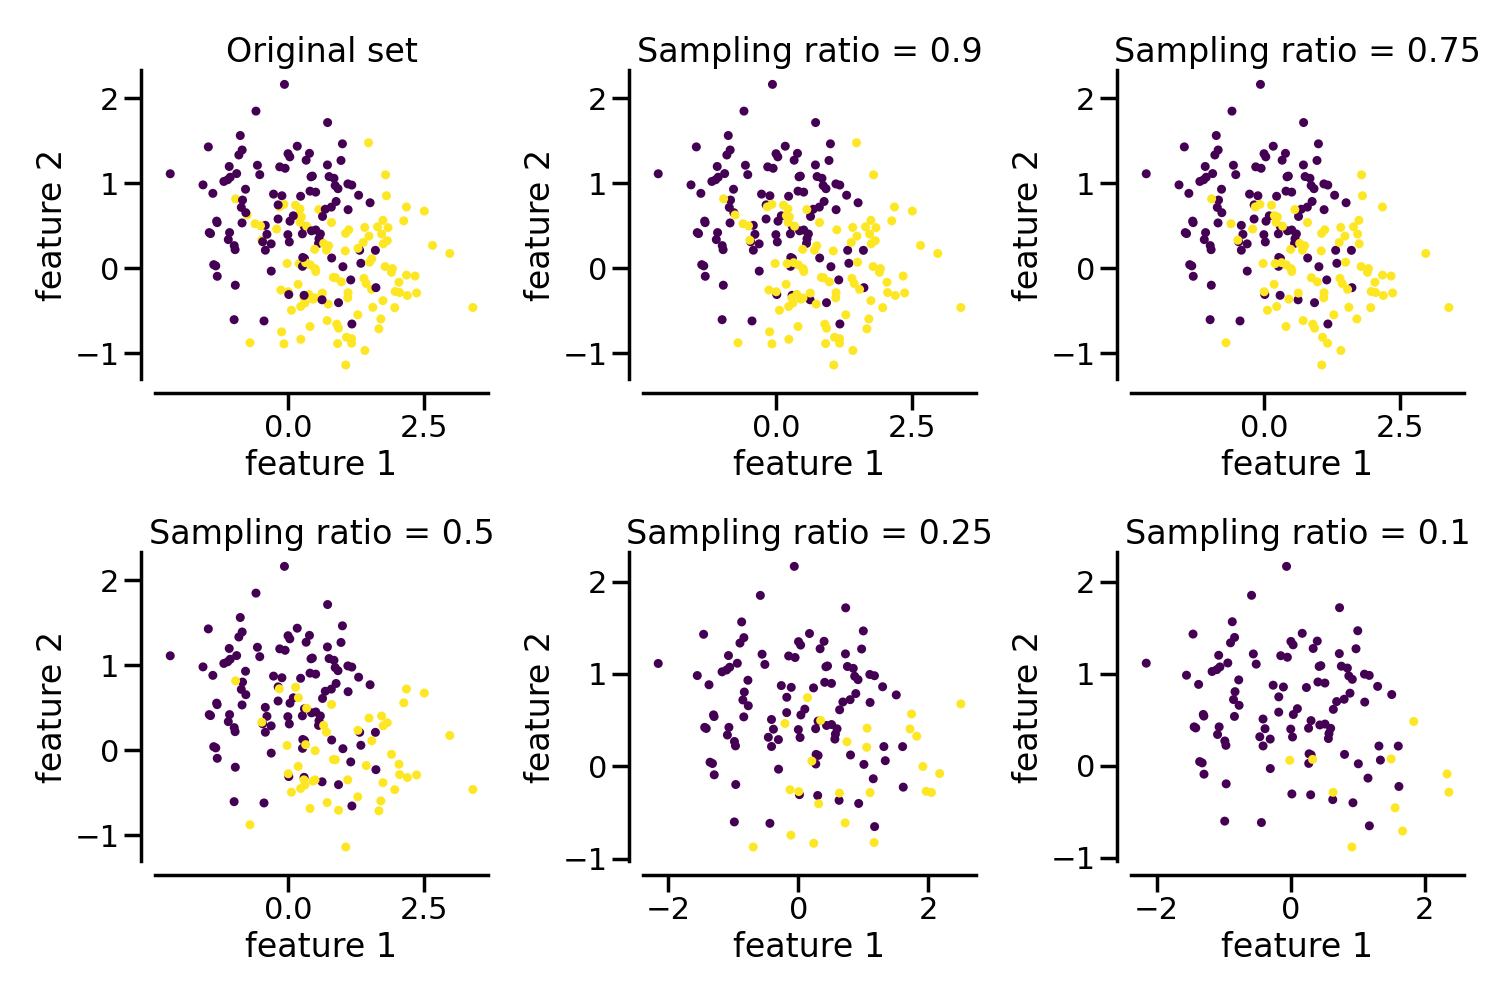 Original set
Sampling ratio = 0.9
Sampling ratio = 0.75
2
1
0
−1
feature 2
0.0
2.5
feature 1
2
1
0
−1
feature 2
0.0
2.5
feature 1
2
1
0
−1
feature 2
0.0
2.5
feature 1
Sampling ratio = 0.5
Sampling ratio = 0.25
Sampling ratio = 0.1
2
1
0
−1
feature 2
0.0
2.5
feature 1
2
1
0
−1
feature 2
−2
0
2
feature 1
2
1
0
−1
feature 2
−2
0
2
feature 1